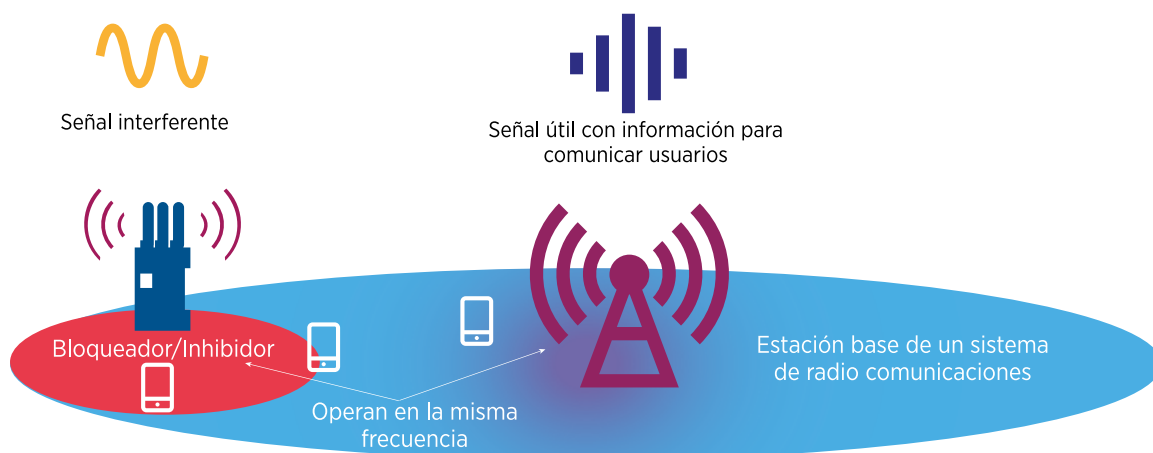 Señal interferente
Señal útil con información para
comunicar usuarios
Bloqueador/Inhibidor
Estación base de un sistema
de radio comunicaciones
Operan en la misma
frecuencia